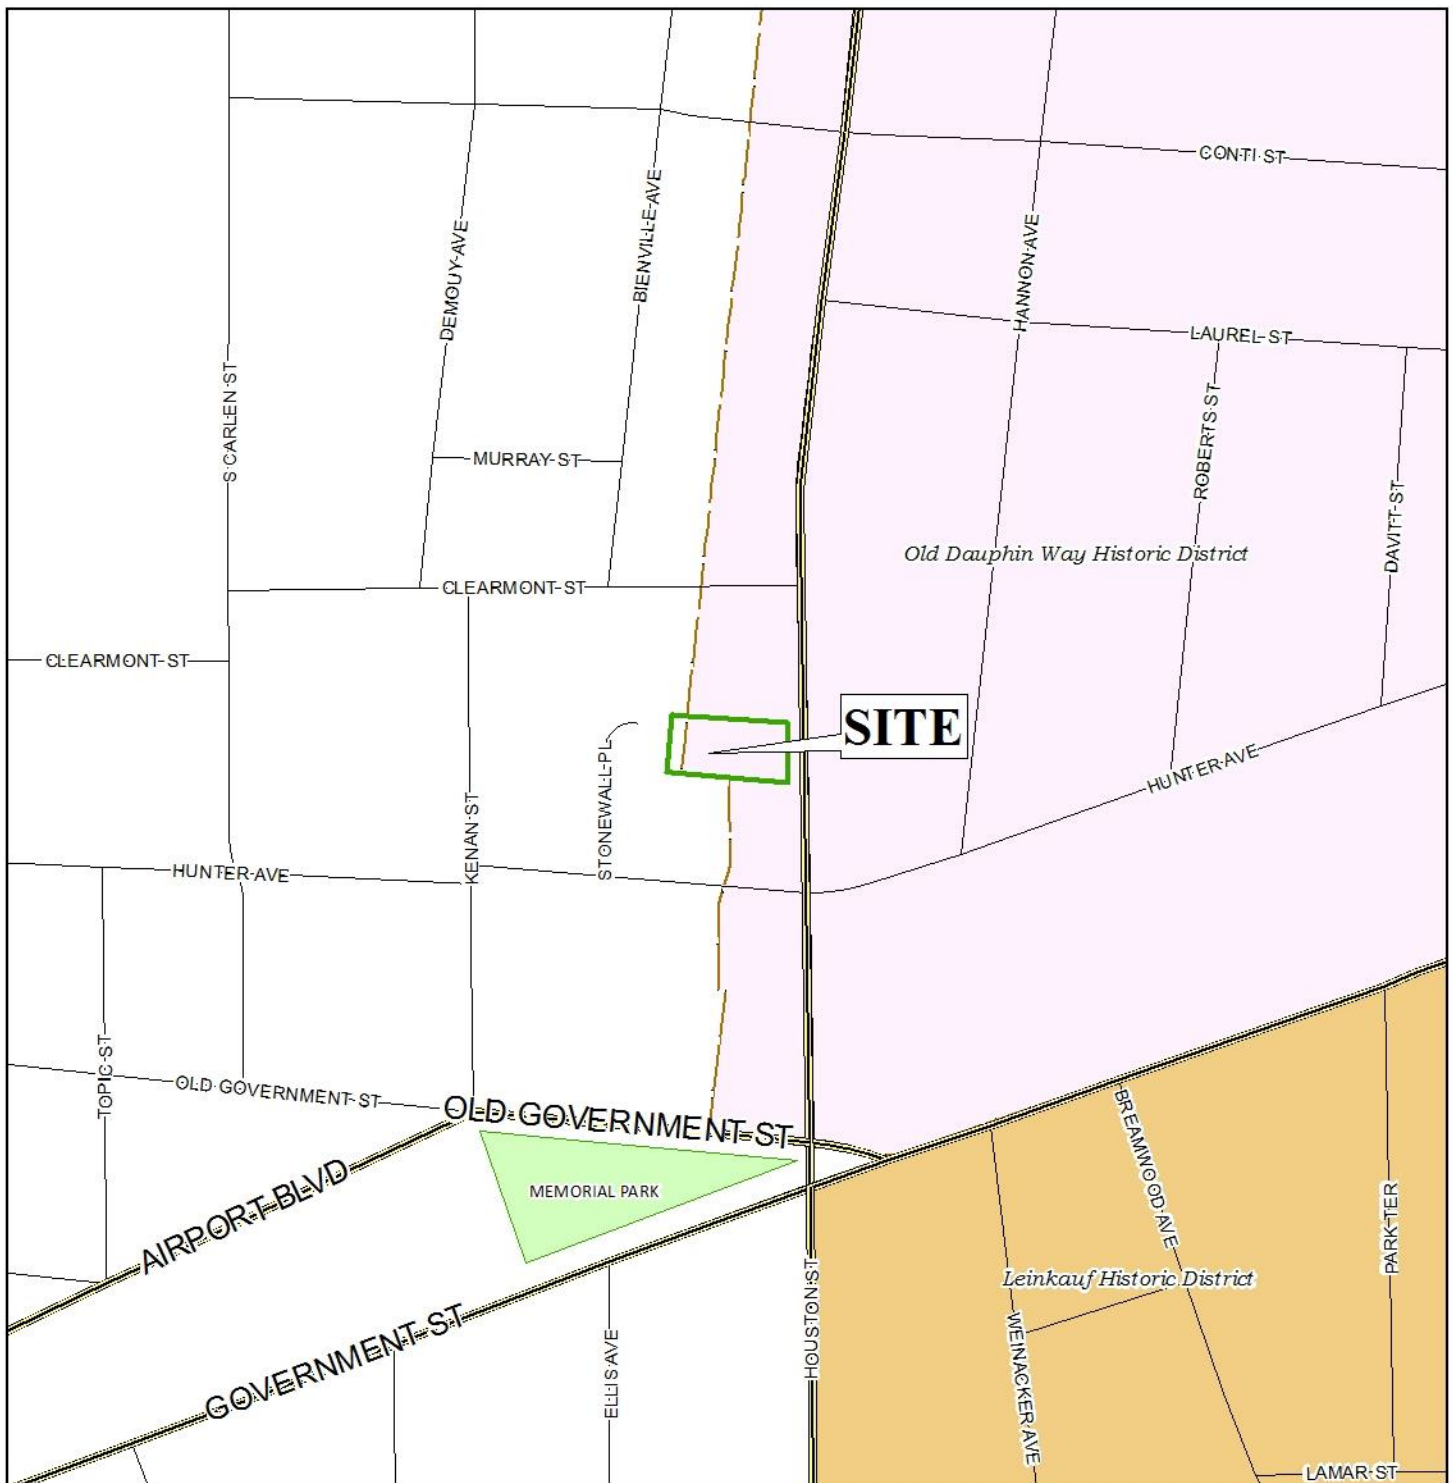 CONTI ST
BIENVILLE AVE
DEMOUY AVE
HANNON AVE
LAUREL ST
S CARLEN ST
ROBERTS ST
MURRAY ST
DAVITT ST
Old Dauphin Way Historic District
CLEARMONT ST
CLEARMONT ST
SITE
STONEWALL PL
HUNTER AVE
KENAN ST
HUNTER AVE
TOPIC ST
OLD GOVERNMENT ST
OLD GOVERNMENT ST
BREAMWOOD AVE
MEMORIAL PARK
AIRPORT BLVD
PARK TER
Leinkauf Historic District
HOUSTON ST
GOVERNMENT ST
ELLIS AVE
WEINACKER AVE
LAMAR ST